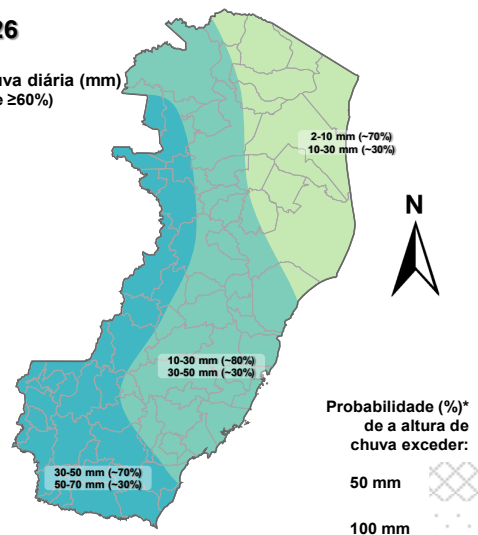 26
uva diária (mm)
e ≥60%)
2-10 mm (~70%)
10-30 mm (~30%)
N
10-30 mm (~80%)
30-50 mm (~30%)
Probabilidade (%)*
de a altura de
chuva exceder:
30-50 mm (~70%)
50-70 mm (~30%)
50 mm
100 mm